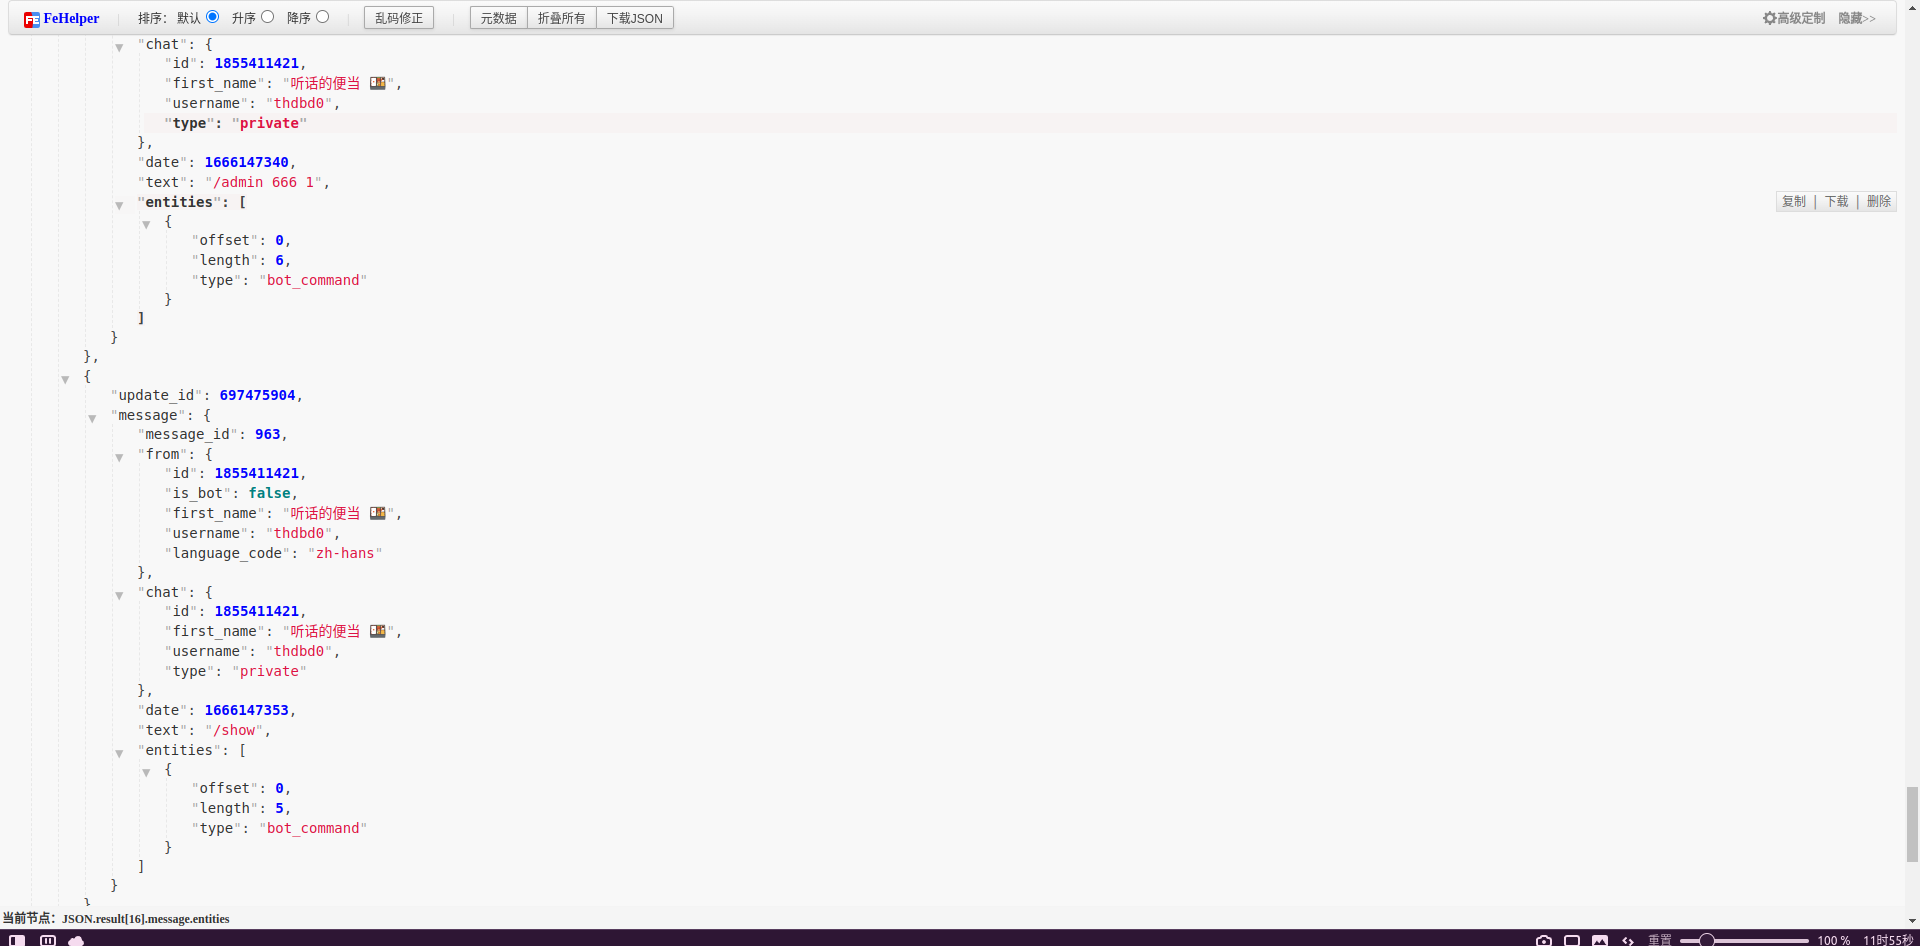 FeHelper 排序: 默认 升序 降序 乱码修正 元数据 折叠所有 下载JSON 高级定制 隐藏>>
"chat": {
"id": 1855411421,
"first_name": "听话的便当 🍱",
"username": "thdbd0",
"type": "private"
},
"date": 1666147340,
"text": "/admin 666 1",
"entities": [
复制 | 下载 | 删除
{
"offset": 0,
"length": 6,
"type": "bot_command"
}
]
}
},
{
"update_id": 697475904,
"message": {
"message_id": 963,
"from": {
"id": 1855411421,
"is_bot": false,
"first_name": "听话的便当 🍱",
"username": "thdbd0",
"language_code": "zh-hans"
},
"chat": {
"id": 1855411421,
"first_name": "听话的便当 🍱",
"username": "thdbd0",
"type": "private"
},
"date": 1666147353,
"text": "/show",
"entities": [
{
"offset": 0,
"length": 5,
"type": "bot_command"
}
]
}
}
当前节点：JSON.result[16].message.entities
重置 100 % 11时55秒